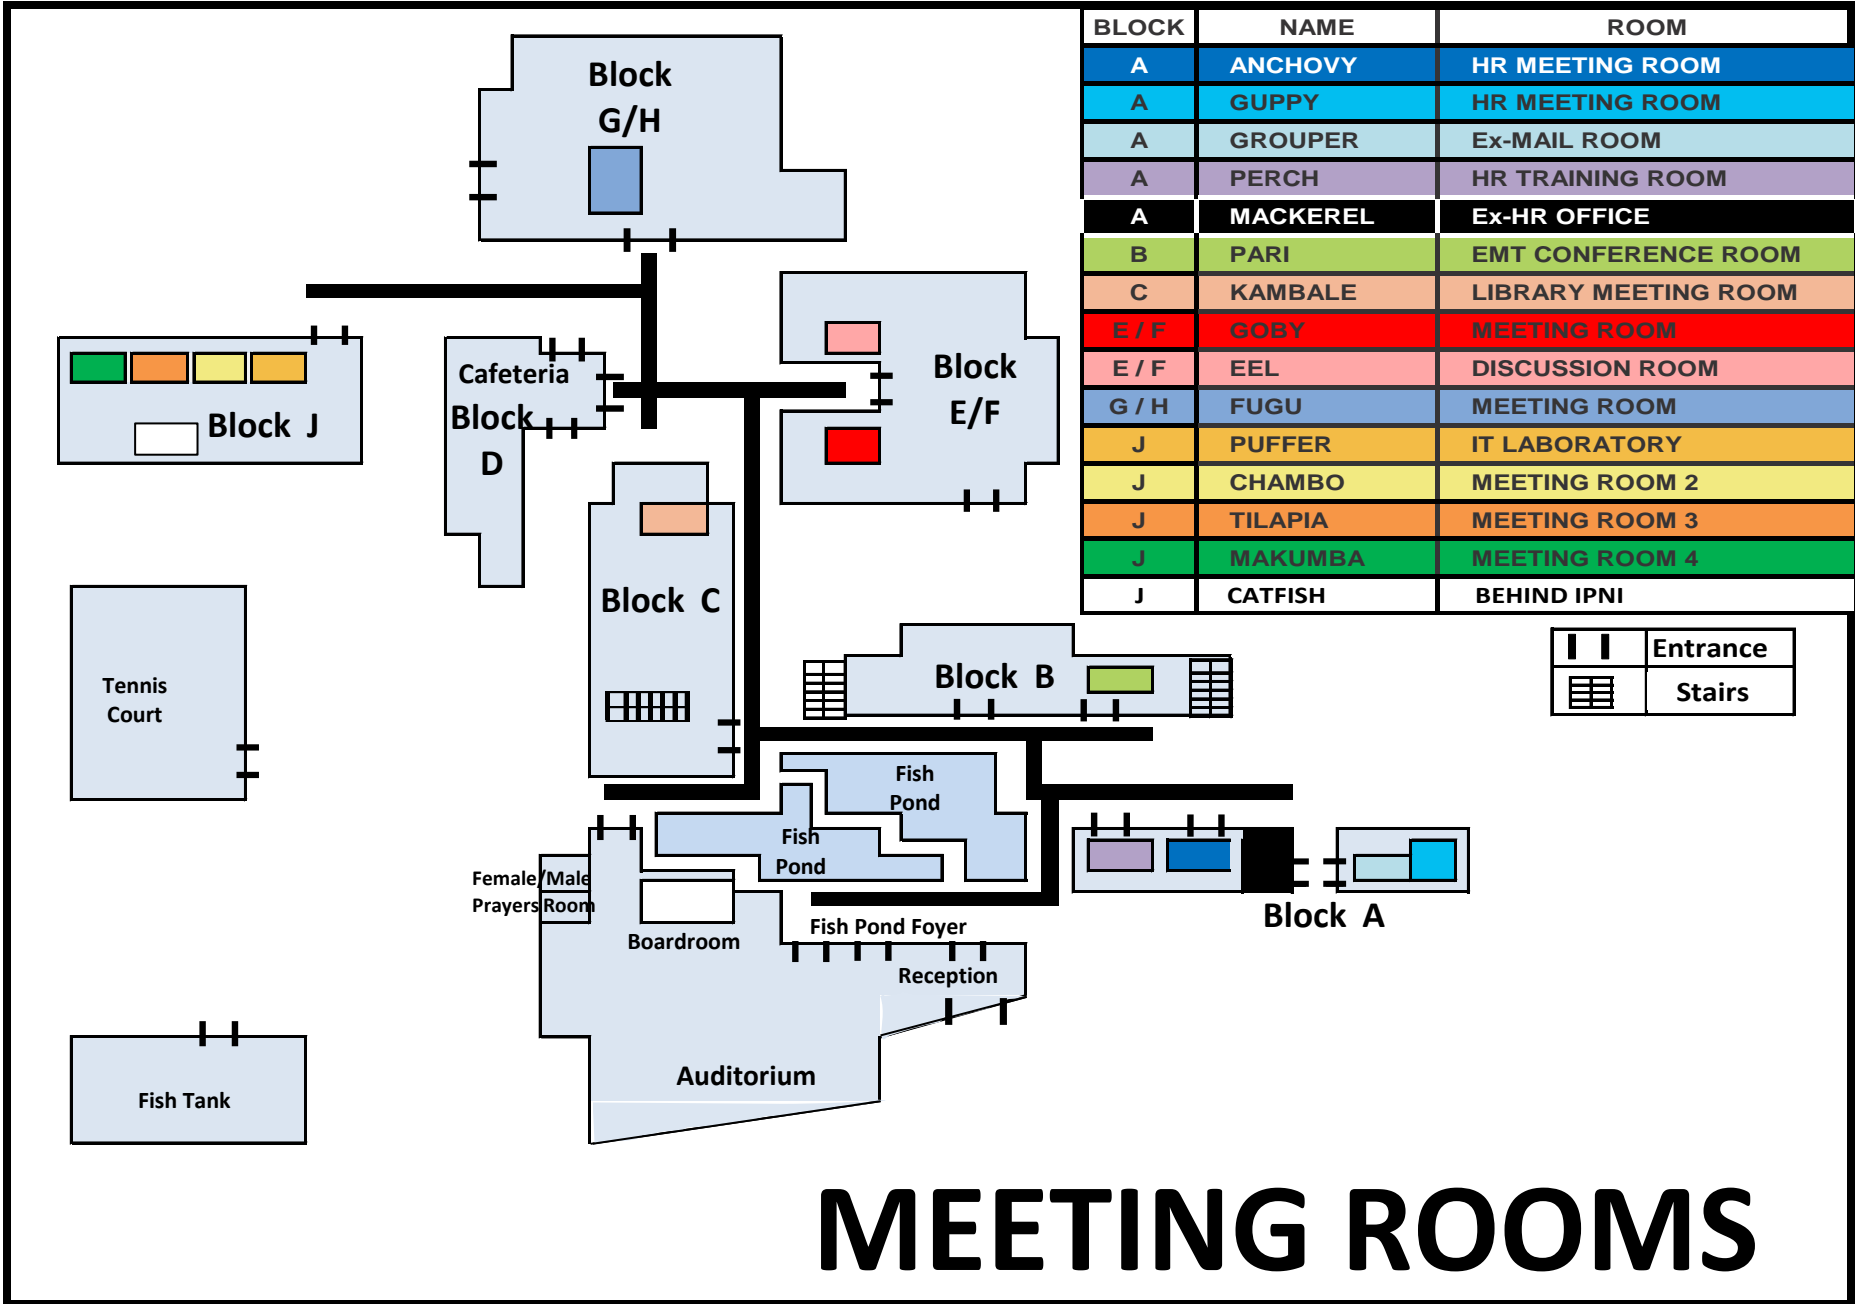 BLOCK NAME ROOM
A ANCHOVY HR MEETING ROOM
A GUPPY HR MEETING ROOM
A GROUPER Ex-MAIL ROOM
A PERCH HR TRAINING ROOM
A MACKEREL Ex-HR OFFICE
B PARI EMT CONFERENCE ROOM
C KAMBALE LIBRARY MEETING ROOM
E / F GOBY MEETING ROOM
E / F EEL DISCUSSION ROOM
G / H FUGU MEETING ROOM
J PUFFER IT LABORATORY
J CHAMBO MEETING ROOM 2
J TILAPIA MEETING ROOM 3
J MAKUMBA MEETING ROOM 4
J CATFISH BEHIND IPNI
Entrance
Stairs
Block
G/H
Block
E/F
Cafeteria
Block
D
Block J
Block C
Block B
Tennis
Court
Fish
Pond
Fish
Pond
Female/Male
Prayers Room
Boardroom
Fish Pond Foyer
Reception
Block A
Auditorium
Fish Tank
MEETING ROOMS